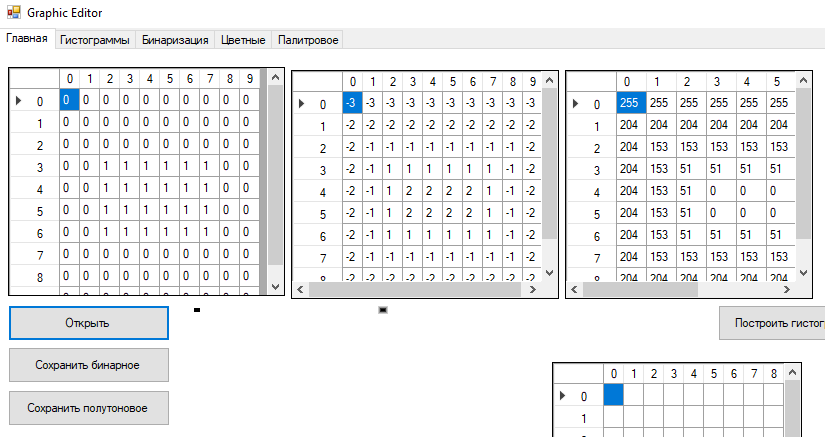 Graphic Editor
Главная Гистограммы Бинаризация Цветные Палитровое
0 1 2 3 4 5 6 7 8 9
0 0 0 0 0 0 0 0 0 0 0
1 0 0 0 0 0 0 0 0 0 0
2 0 0 0 0 0 0 0 0 0 0
3 0 0 1 1 1 1 1 1 0 0
4 0 0 1 1 1 1 1 1 0 0
5 0 0 1 1 1 1 1 1 0 0
6 0 0 1 1 1 1 1 1 0 0
7 0 0 0 0 0 0 0 0 0 0
8 0 0 0 0 0 0 0 0 0 0
0 1 2 3 4 5 6 7 8 9
0 -3 -3 -3 -3 -3 -3 -3 -3 -3 -3
1 -2 -2 -2 -2 -2 -2 -2 -2 -2 -2
2 -2 -1 -1 -1 -1 -1 -1 -1 -1 -2
3 -2 -1 1 1 1 1 1 1 -1 -2
4 -2 -1 1 2 2 2 2 1 -1 -2
5 -2 -1 1 2 2 2 2 1 -1 -2
6 -2 -1 1 1 1 1 1 1 -1 -2
7 -2 -1 -1 -1 -1 -1 -1 -1 -1 -2
8 -2 -2 -2 -2 -2 -2 -2 -2 -2 -2
0 1 2 3 4 5
0 255 255 255 255 255 255
1 204 204 204 204 204 204
2 204 153 153 153 153 153
3 204 153 51 51 51 51
4 204 153 51 0 0 0
5 204 153 51 0 0 0
6 204 153 51 51 51 51
7 204 153 153 153 153 153
8 204 204 204 204 204 204
Открыть
Построить гистог
Сохранить бинарное
Сохранить полутоновое
0 1 2 3 4 5 6 7 8
0
1